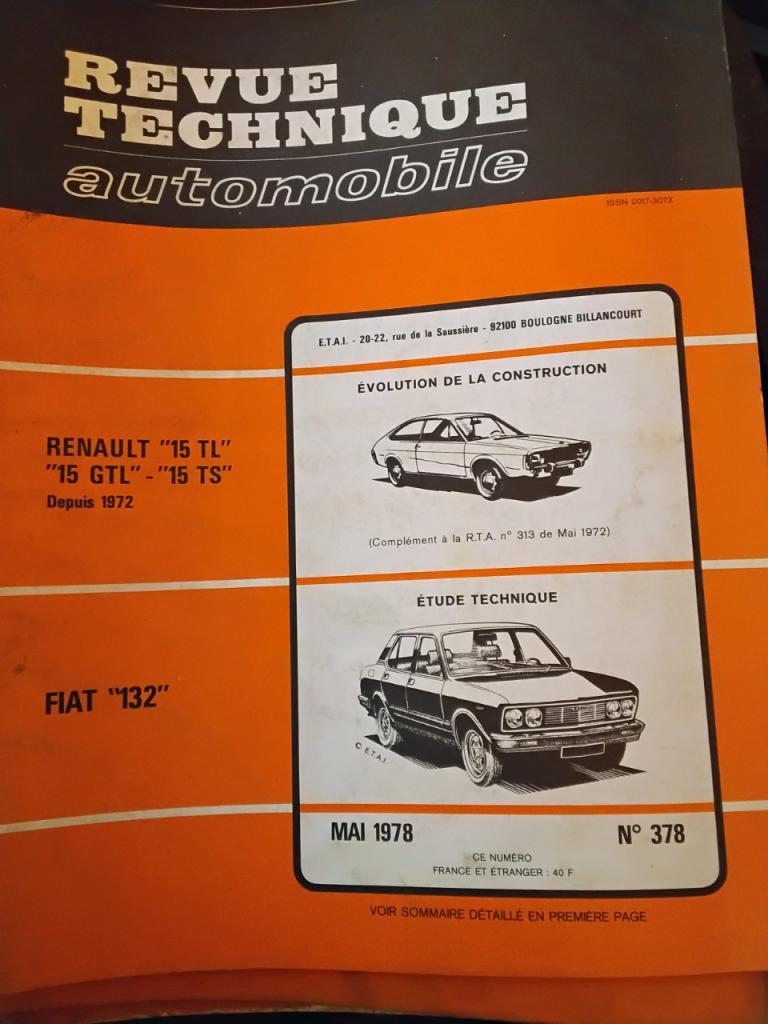 REVUE
TECHNIQUE
automobile
ISSN 0017-307X
E.T.A.I. - 20-22, rue de la Saussière - 92100 BOULOGNE BILLANCOURT
ÉVOLUTION DE LA CONSTRUCTION
RENAULT "15 TL"
"15 GTL" - "15 TS"
Depuis 1972
(Complément à la R.T.A. n° 313 de Mai 1972)
ÉTUDE TECHNIQUE
FIAT "132"
© E.T.A.I.
MAI 1978 N° 378
CE NUMÉRO
FRANCE ET ÉTRANGER : 40 F
VOIR SOMMAIRE DÉTAILLÉ EN PREMIÈRE PAGE